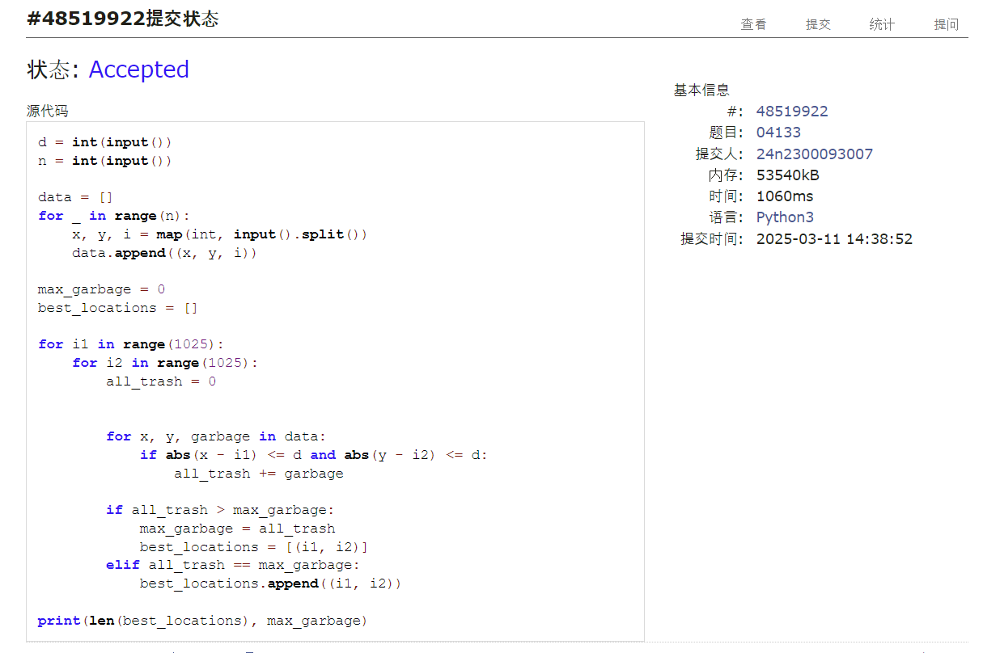 #48519922提交状态
查看 提交 统计 提问
状态: Accepted
源代码
d = int(input())
n = int(input())
data = []
for _ in range(n):
    x, y, i = map(int, input().split())
    data.append((x, y, i))
max_garbage = 0
best_locations = []
for i1 in range(1025):
    for i2 in range(1025):
        all_trash = 0
        for x, y, garbage in data:
            if abs(x - i1) <= d and abs(y - i2) <= d:
                all_trash += garbage
        if all_trash > max_garbage:
            max_garbage = all_trash
            best_locations = [(i1, i2)]
        elif all_trash == max_garbage:
            best_locations.append((i1, i2))
print(len(best_locations), max_garbage)
基本信息
#: 48519922
题目: 04133
提交人: 24n2300093007
内存: 53540kB
时间: 1060ms
语言: Python3
提交时间: 2025-03-11 14:38:52